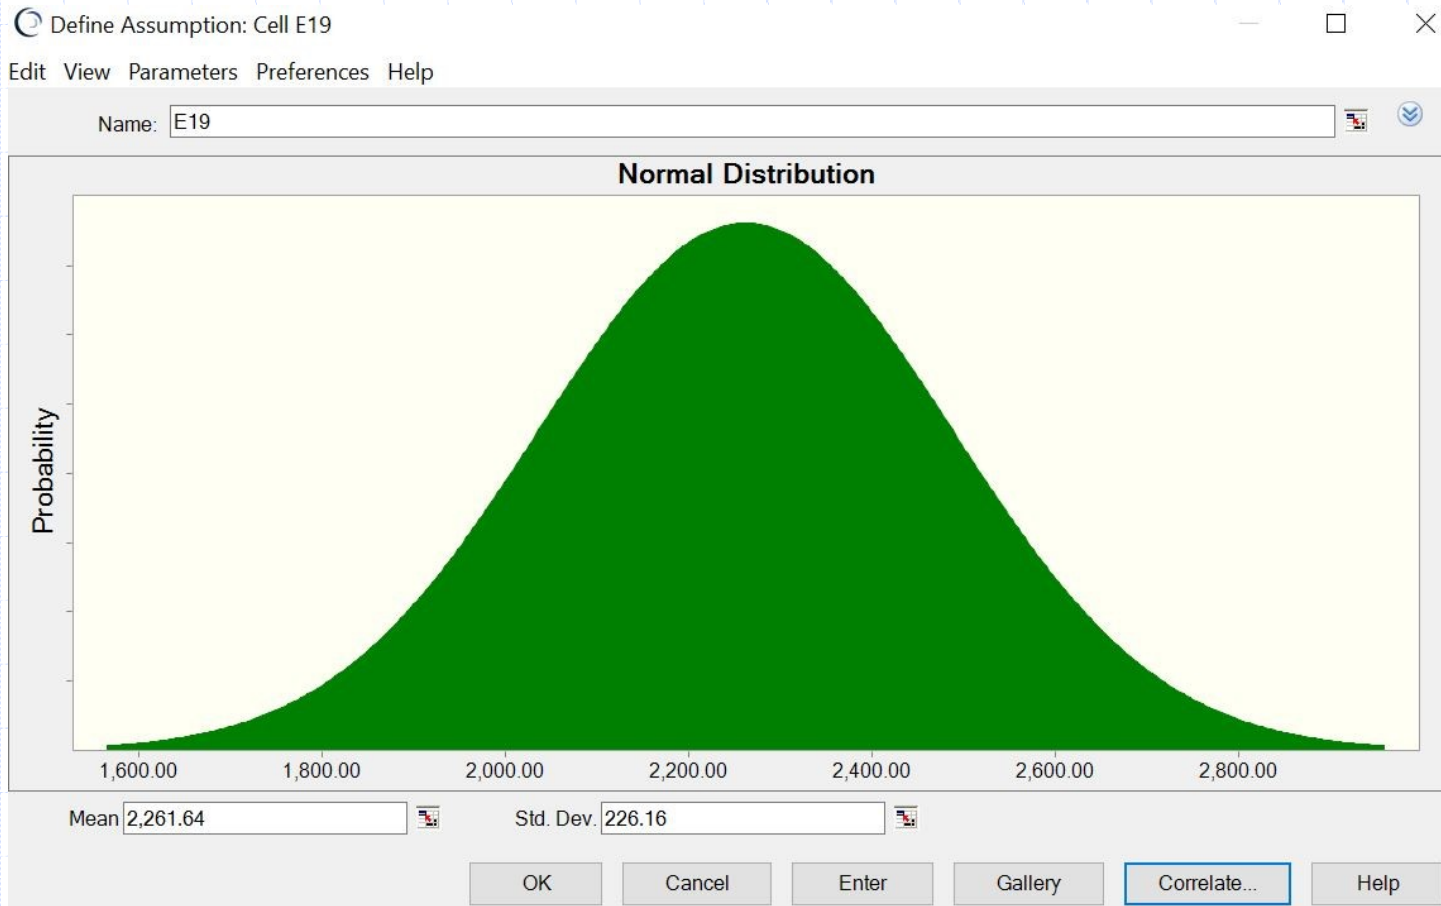 Define Assumption: Cell E19
Edit View Parameters Preferences Help
Name: E19
Normal Distribution
Probability
1,600.00 1,800.00 2,000.00 2,200.00 2,400.00 2,600.00 2,800.00
Mean 2,261.64 Std. Dev. 226.16
OK Cancel Enter Gallery Correlate... Help